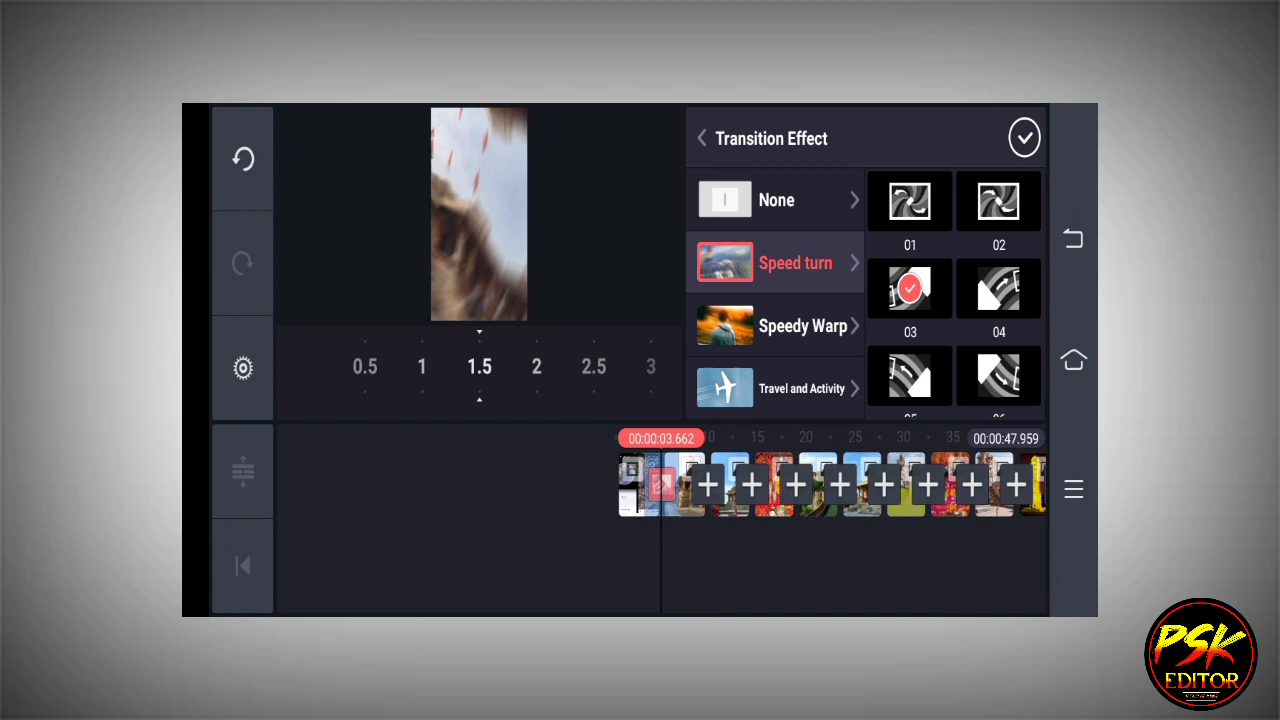 Transition Effect
None
Speed turn
Speedy Warp
Travel and Activity
01 02
03 04
0.5 1 1.5 2 2.5 3
00:00:03.662 10 15 20 25 30 35 00:00:47.959
PSK
EDITOR